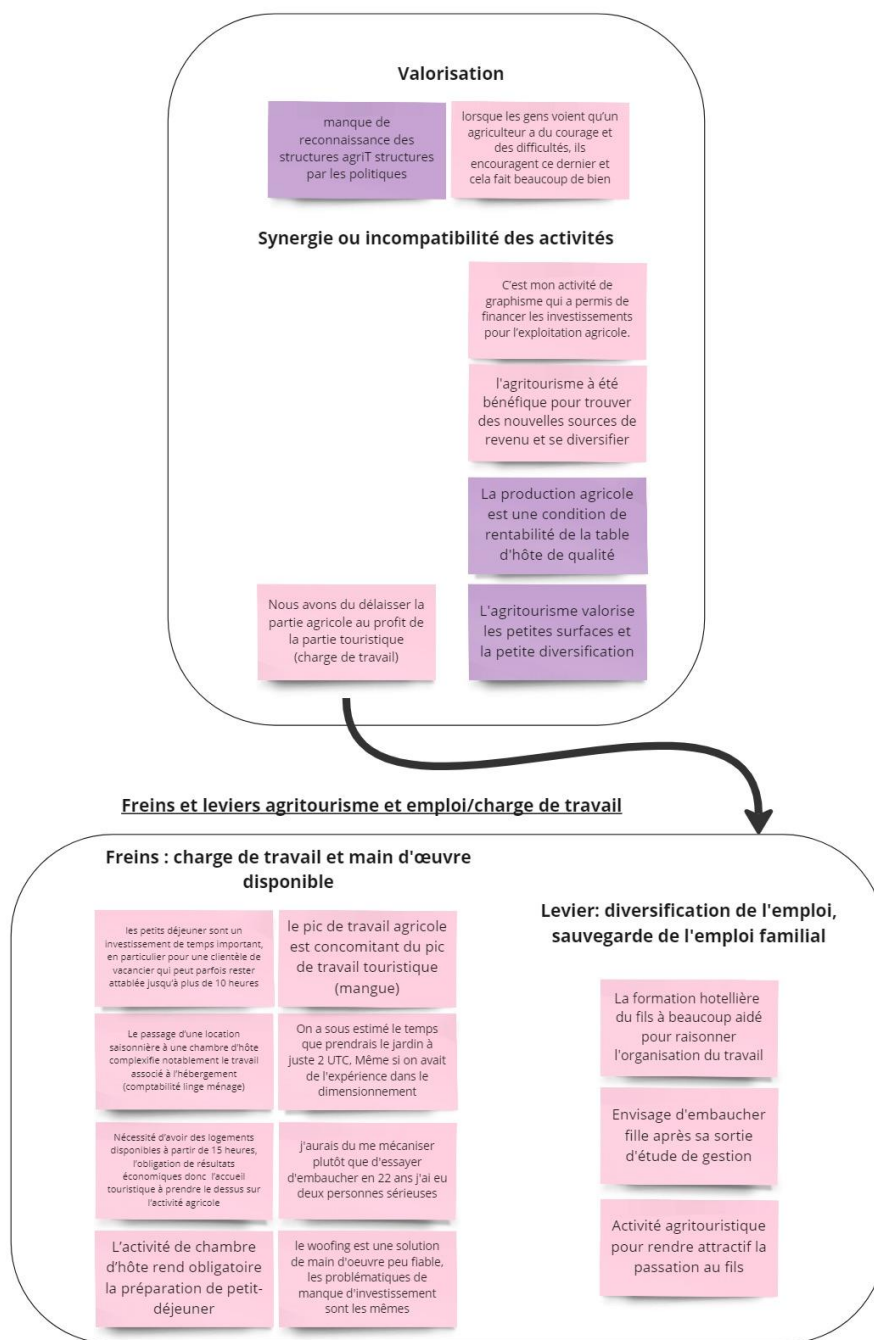 Valorisation
manque de
reconnaissance des
structures agriT structures
par les politiques
lorsque les gens voient qu'un
agriculteur a du courage et
des difficultés, ils
encouragent ce dernier et
cela fait beaucoup de bien
Synergie ou incompatibilité des activités
C'est mon activité de
graphisme qui a permis de
financer les investissements
pour l'exploitation agricole.
l'agritourisme à été
bénéfique pour trouver
des nouvelles sources de
revenu et se diversifier
La production agricole
est une condition de
rentabilité de la table
d'hôte de qualité
Nous avons du délaisser la
partie agricole au profit de
la partie touristique
(charge de travail)
L'agritourisme valorise
les petites surfaces et
la petite diversification
Freins et leviers agritourisme et emploi/charge de travail
Freins : charge de travail et main d'œuvre
disponible
les petits déjeuner sont un
investissement de temps important,
en particulier pour une clientèle de
vacancier qui peut parfois rester
attablée jusqu'à plus de 10 heures
le pic de travail agricole
est concomitant du pic
de travail touristique
(mangue)
Le passage d'une location
saisonnière à une chambre d'hôte
complexifie notablement le travail
associé à l'hébergement
(comptabilité linge ménage)
On a sous estimé le temps
que prendrais le jardin à
juste 2 UTC, Même si on avait
de l'expérience dans le
dimensionnement
Nécessité d'avoir des logements
disponibles à partir de 15 heures,
l'obligation de résultats
économiques donc l'accueil
touristique à prendre le dessus sur
l'activité agricole
j'aurais du me mécaniser
plutôt que d'essayer
d'embaucher en 22 ans j'ai eu
deux personnes sérieuses
L'activité de chambre
d'hôte rend obligatoire
la préparation de petit-
déjeuner
le woofing est une solution
de main d'oeuvre peu fiable,
les problématiques de
manque d'investissement
sont les mêmes
Levier: diversification de l'emploi,
sauvegarde de l'emploi familial
La formation hotellière
du fils à beaucoup aidé
pour raisonner
l'organisation du travail
Envisage d'embaucher
fille après sa sortie
d'étude de gestion
Activité agritouristique
pour rendre attractif la
passation au fils